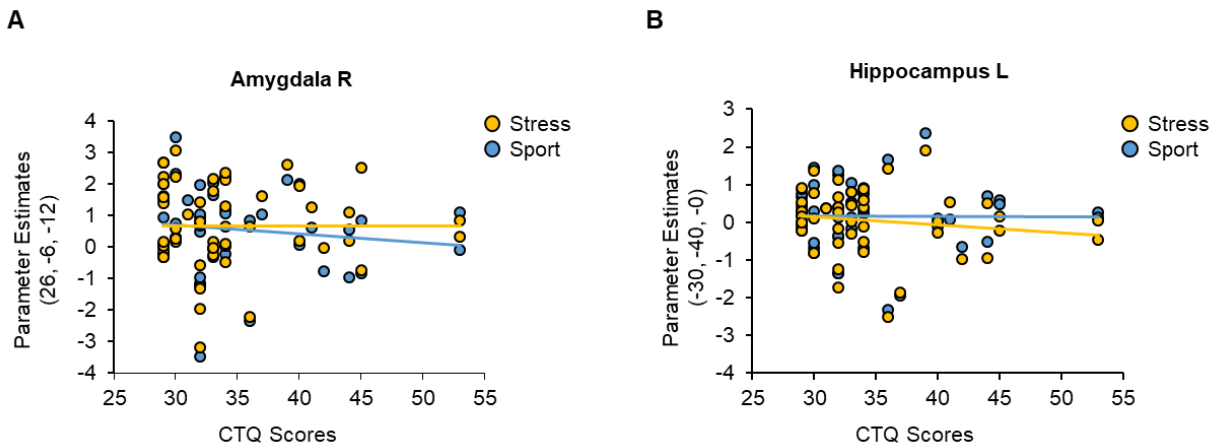 A
Amygdala R
Stress
Sport
4
3
2
1
0
-1
-2
-3
-4
Parameter Estimates
(26, -6, -12)
25 30 35 40 45 50 55
CTQ Scores
B
Hippocampus L
Stress
Sport
3
2
1
0
-1
-2
-3
-4
Parameter Estimates
(-30, -40, -0)
25 30 35 40 45 50 55
CTQ Scores